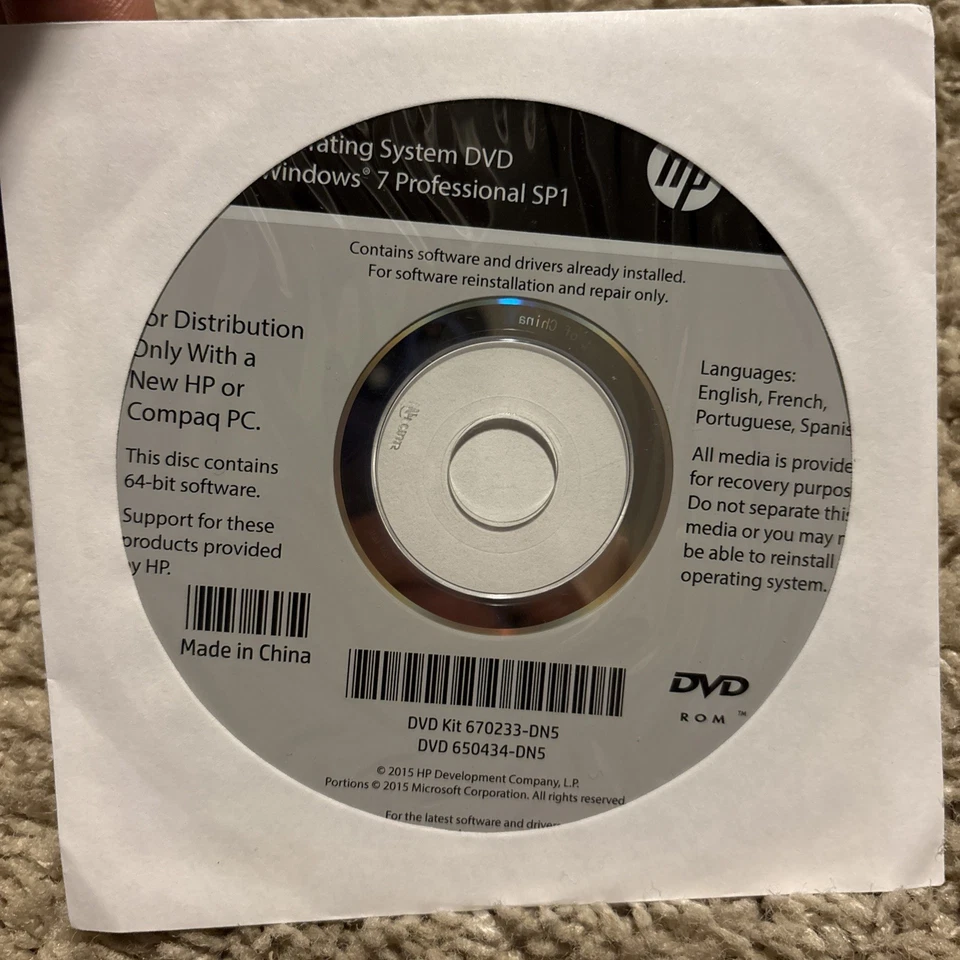 ating System DVD
Windows® 7 Professional SP1
hp
Contains software and drivers already installed.
For software reinstallation and repair only.
or Distribution
Only With a
New HP or
Compaq PC.
This disc contains
64-bit software.
Support for these
products provided
y HP.
Made in China
Languages:
English, French,
Portuguese, Spanis
All media is provide
for recovery purpos
Do not separate this
media or you may n
be able to reinstall
operating system.
DVD
ROM™
DVD Kit 670233-DN5
DVD 650434-DN5
© 2015 HP Development Company, L.P.
Portions © 2015 Microsoft Corporation. All rights reserved
For the latest software and drive
China